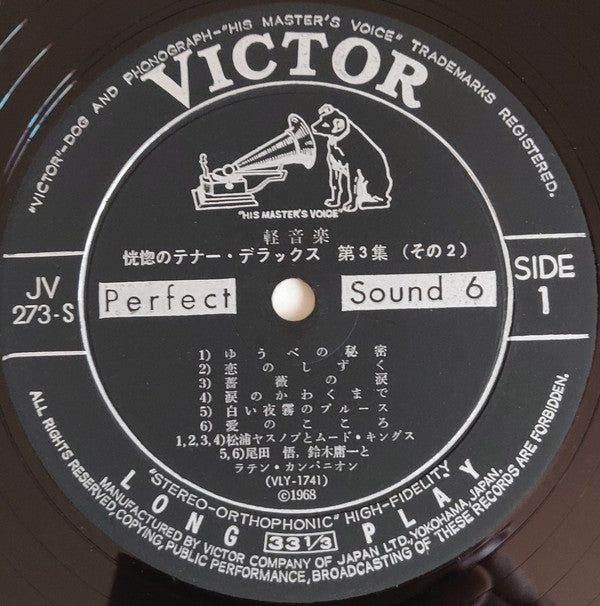 "VICTOR"-DOG AND PHONOGRAPH-"HIS MASTER'S VOICE" TRADEMARKS REGISTERED.
VICTOR
"HIS MASTER'S VOICE"
軽音楽
恍惚のテナー・デラックス 第3集 (その2)
JV
273-S
Perfect Sound 6
SIDE
1
1) ゆうべの秘密
2) 恋のしずく
3) 薔薇の涙
4) 涙のかわくまで
5) 白い夜霧のブルース
6) 愛のこころ
1,2,3,4)松浦ヤスノブとムード・キングス
5,6)尾田 悟, 鈴木庸一と
ラテン・カンパニオン
(VLY-1741)
©1968
"STEREO-ORTHOPHONIC" HIGH-FIDELITY
LONG 33 1/3 PLAY
MANUFACTURED BY VICTOR COMPANY OF JAPAN LTD. YOKOHAMA, JAPAN.
ALL RIGHTS RESERVED, COPYING, PUBLIC PERFORMANCE, BROADCASTING OF THESE RECORDS ARE FORBIDDEN.